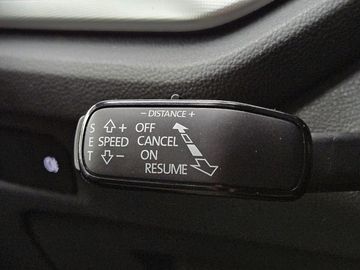 - DISTANCE +
S + OFF
E SPEED CANCEL
T - ON
RESUME